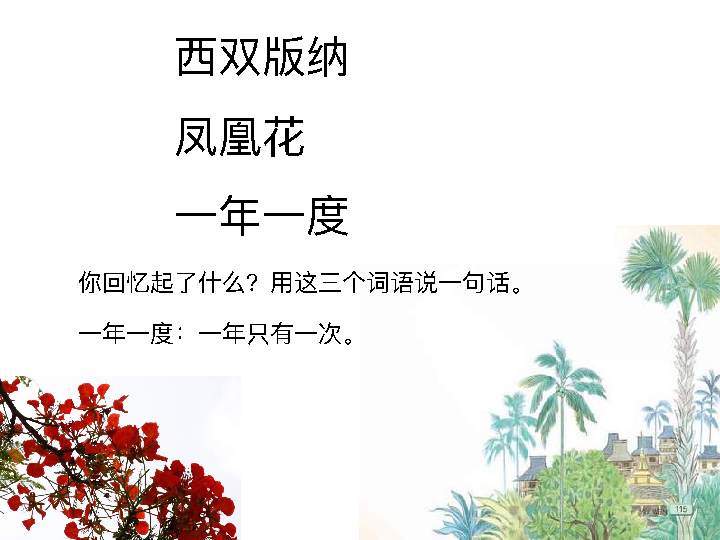 西双版纳
凤凰花
一年一度
你回忆起了什么？用这三个词语说一句话。
一年一度：一年只有一次。
115